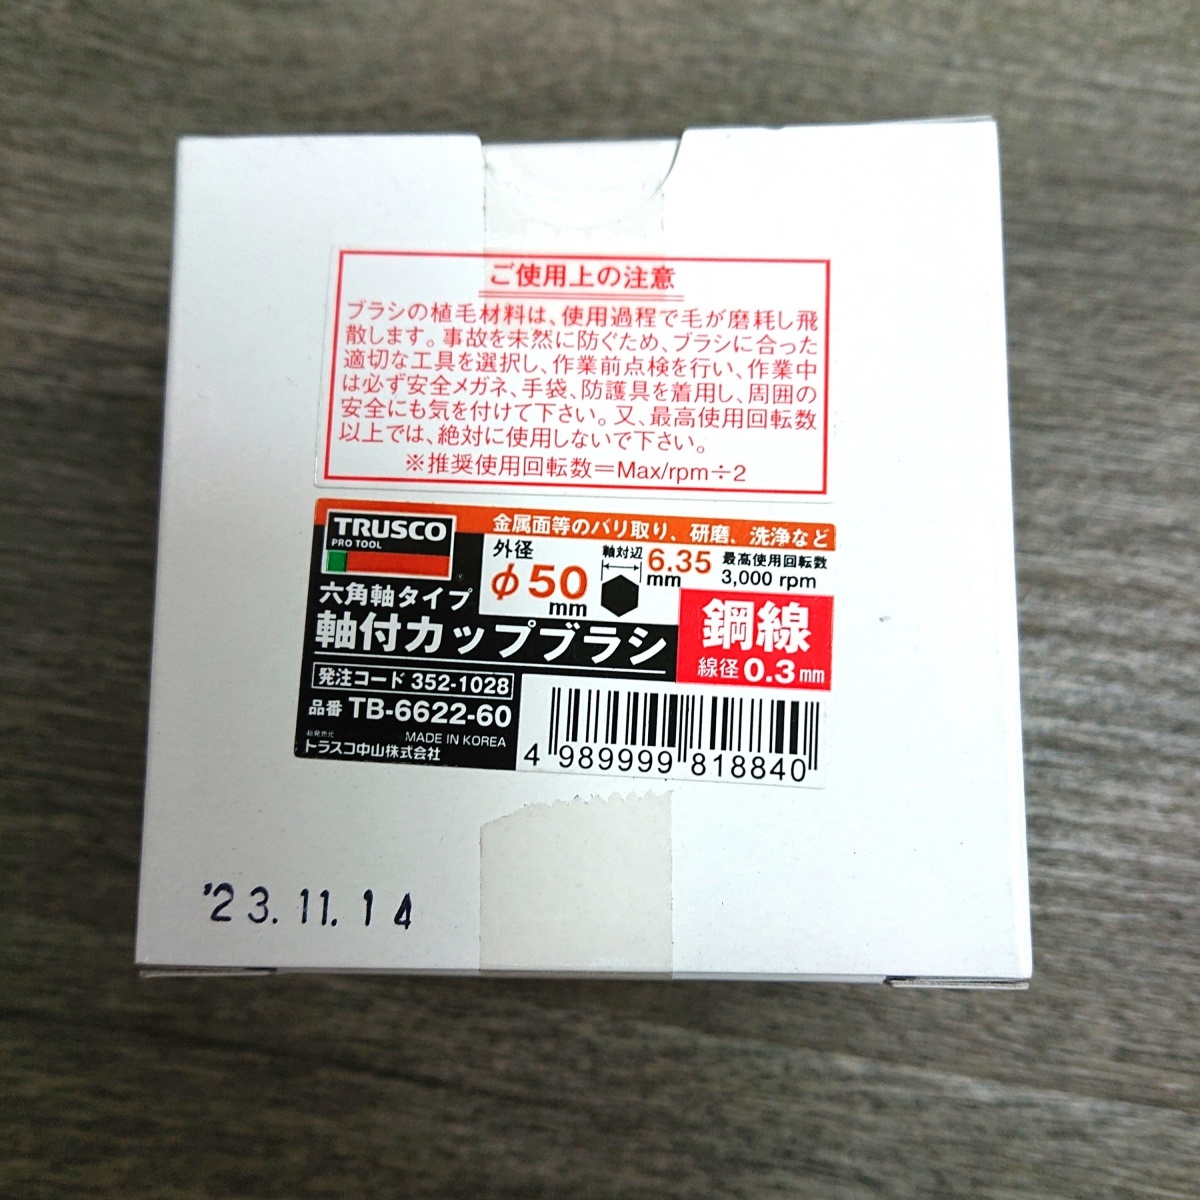 ご使用上の注意
ブラシの植毛材料は、使用過程で毛が磨耗し飛
散します。事故を未然に防ぐため、ブラシに合った
適切な工具を選択し、作業前点検を行い、作業中
は必ず安全メガネ、手袋、防護具を着用し、周囲の
安全にも気を付けて下さい。又、最高使用回転数
以上では、絶対に使用しないで下さい。
※推奨使用回転数＝Max/rpm÷2
TRUSCO
PRO TOOL
金属面等のバリ取り、研磨、洗浄など
外径
φ50
mm
軸対辺
6.35
mm
最高使用回転数
3,000 rpm
六角軸タイプ
軸付カップブラシ
鋼線
線径0.3mm
発注コード 352-1028
品番 TB-6622-60
MADE IN KOREA
総発売元
トラスコ中山株式会社
4 989999 818840
'23.11.14